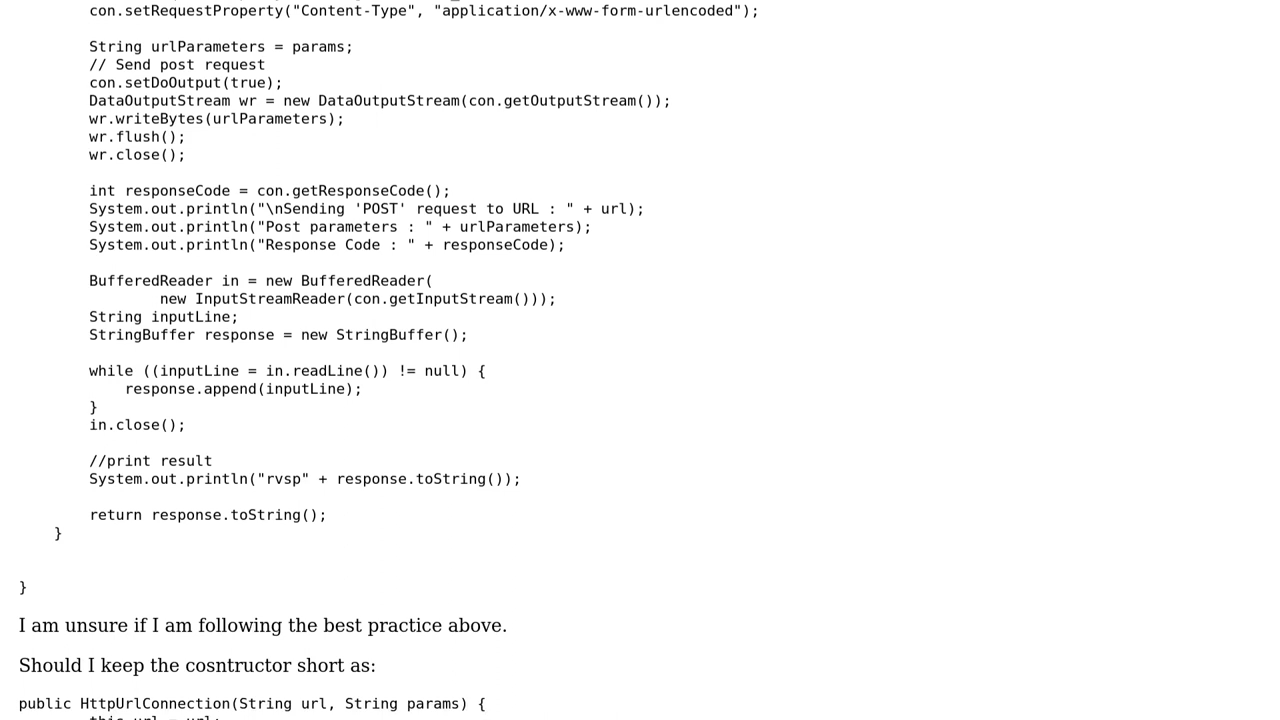 con.setRequestProperty("Content-Type", "application/x-www-form-urlencoded");
String urlParameters = params;
// Send post request
con.setDoOutput(true);
DataOutputStream wr = new DataOutputStream(con.getOutputStream());
wr.writeBytes(urlParameters);
wr.flush();
wr.close();
int responseCode = con.getResponseCode();
System.out.println("\nSending 'POST' request to URL : " + url);
System.out.println("Post parameters : " + urlParameters);
System.out.println("Response Code : " + responseCode);
BufferedReader in = new BufferedReader(
new InputStreamReader(con.getInputStream()));
String inputLine;
StringBuffer response = new StringBuffer();
while ((inputLine = in.readLine()) != null) {
response.append(inputLine);
}
in.close();
//print result
System.out.println("rvsp" + response.toString());
return response.toString();
}
}
I am unsure if I am following the best practice above.
Should I keep the cosntructor short as:
public HttpUrlConnection(String url, String params) {
this.url = url;